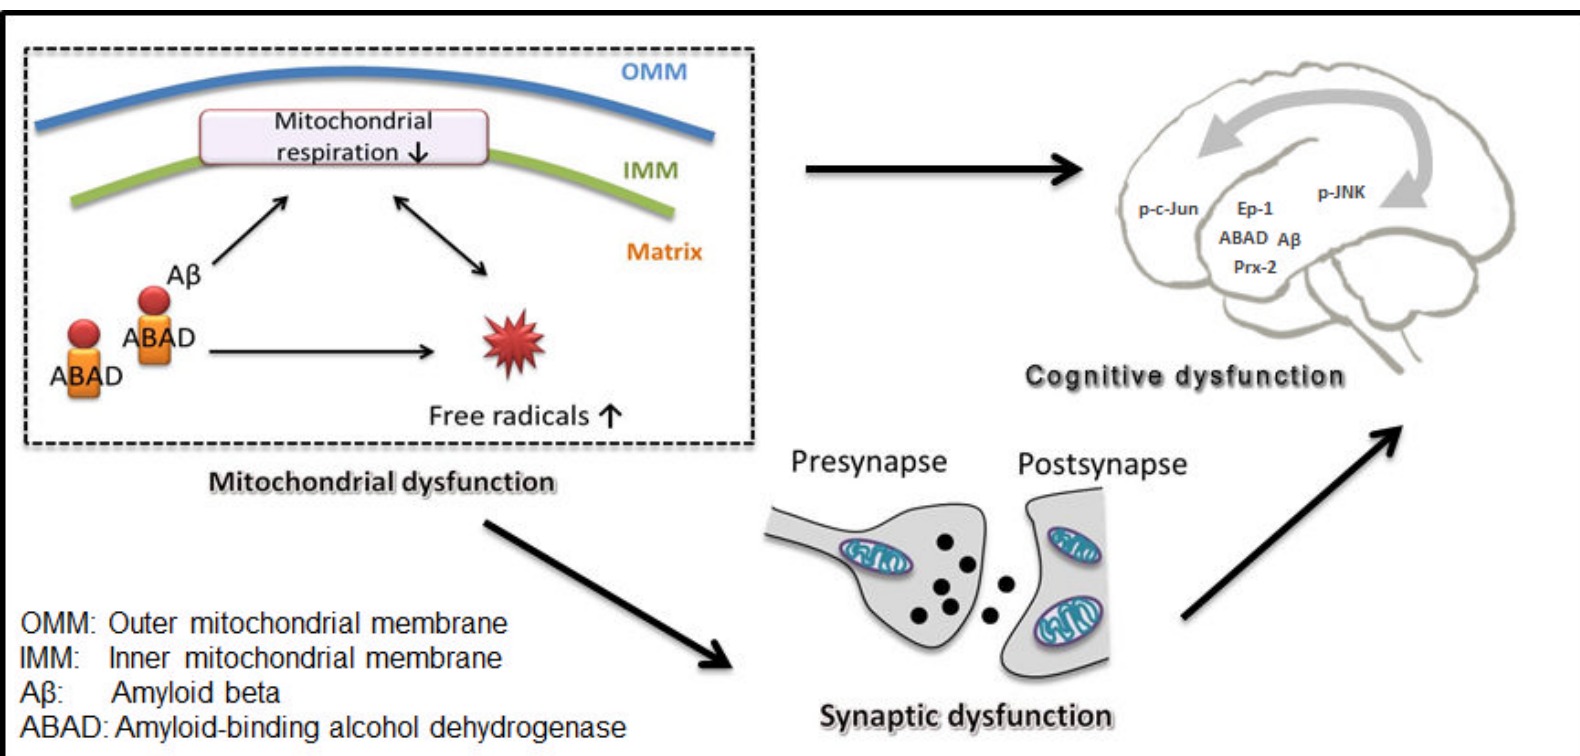 OMM
Mitochondrial
respiration ↓
IMM
Matrix
Aβ
ABAD
ABAD
Free radicals ↑
Mitochondrial dysfunction
p-c-Jun
Ep-1
p-JNK
ABAD
Aβ
Prx-2
Cognitive dysfunction
Presynapse
Postsynapse
Synaptic dysfunction
OMM: Outer mitochondrial membrane
IMM: Inner mitochondrial membrane
Aβ: Amyloid beta
ABAD: Amyloid-binding alcohol dehydrogenase